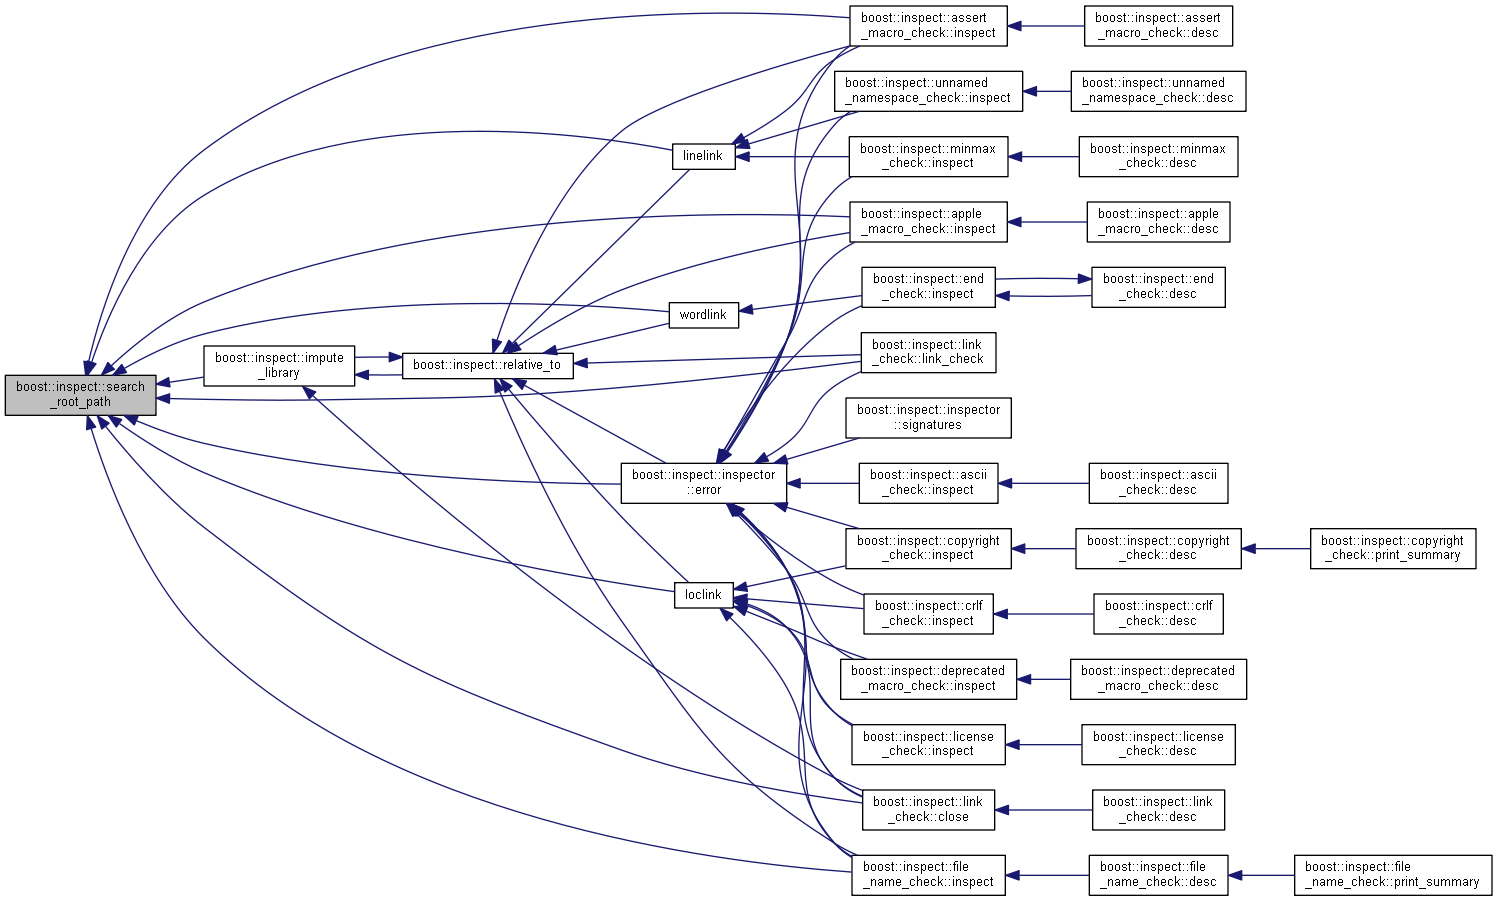 boost::inspect::search
_root_path
boost::inspect::impute
_library
boost::inspect::relative_to
linelink
wordlink
boost::inspect::inspector
::error
loclink
boost::inspect::assert
_macro_check::inspect
boost::inspect::assert
_macro_check::desc
boost::inspect::unnamed
_namespace_check::inspect
boost::inspect::unnamed
_namespace_check::desc
boost::inspect::minmax
_check::inspect
boost::inspect::minmax
_check::desc
boost::inspect::apple
_macro_check::inspect
boost::inspect::apple
_macro_check::desc
boost::inspect::end
_check::inspect
boost::inspect::end
_check::desc
boost::inspect::link
_check::link_check
boost::inspect::inspector
::signatures
boost::inspect::ascii
_check::inspect
boost::inspect::ascii
_check::desc
boost::inspect::copyright
_check::inspect
boost::inspect::copyright
_check::desc
boost::inspect::copyright
_check::print_summary
boost::inspect::crlf
_check::inspect
boost::inspect::crlf
_check::desc
boost::inspect::deprecated
_macro_check::inspect
boost::inspect::deprecated
_macro_check::desc
boost::inspect::license
_check::inspect
boost::inspect::license
_check::desc
boost::inspect::link
_check::close
boost::inspect::link
_check::desc
boost::inspect::file
_name_check::inspect
boost::inspect::file
_name_check::desc
boost::inspect::file
_name_check::print_summary